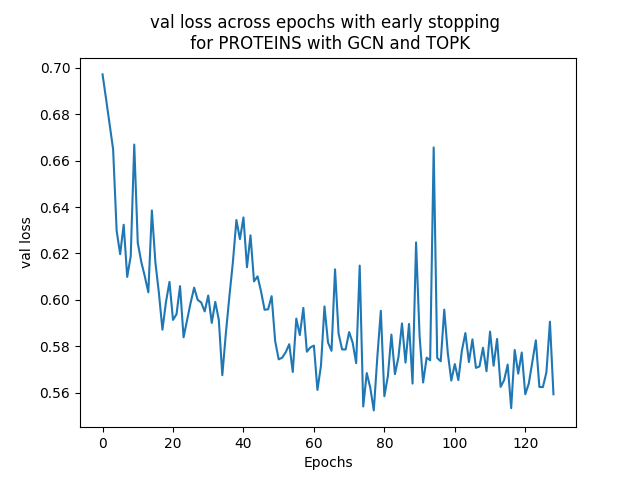 val loss across epochs with early stopping
for PROTEINS with GCN and TOPK
0.70
0.68
0.66
0.64
0.62
0.60
0.58
0.56
val loss
0 20 40 60 80 100 120
Epochs